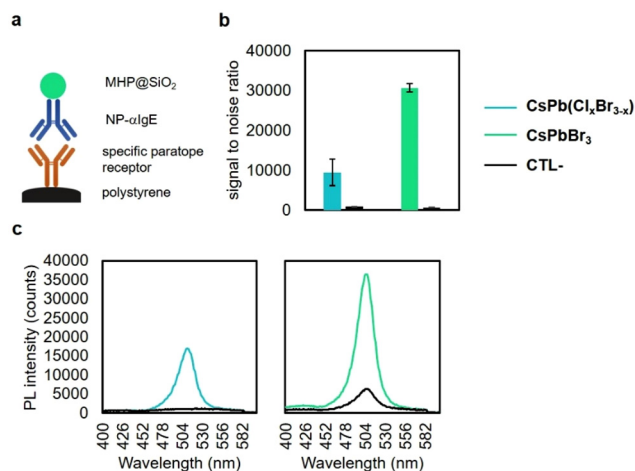 a
MHP@SiO₂
NP-αIgE
specific paratope
receptor
polystyrene
b
signal to noise ratio
40000
30000
20000
10000
0
CsPb(ClₓBr₃₋ₓ)
CsPbBr₃
CTL-
c
PL intensity (counts)
40000
35000
30000
25000
20000
15000
10000
5000
0
400 426 452 478 504 530 556 582
Wavelength (nm)
400 426 452 478 504 530 556 582
Wavelength (nm)